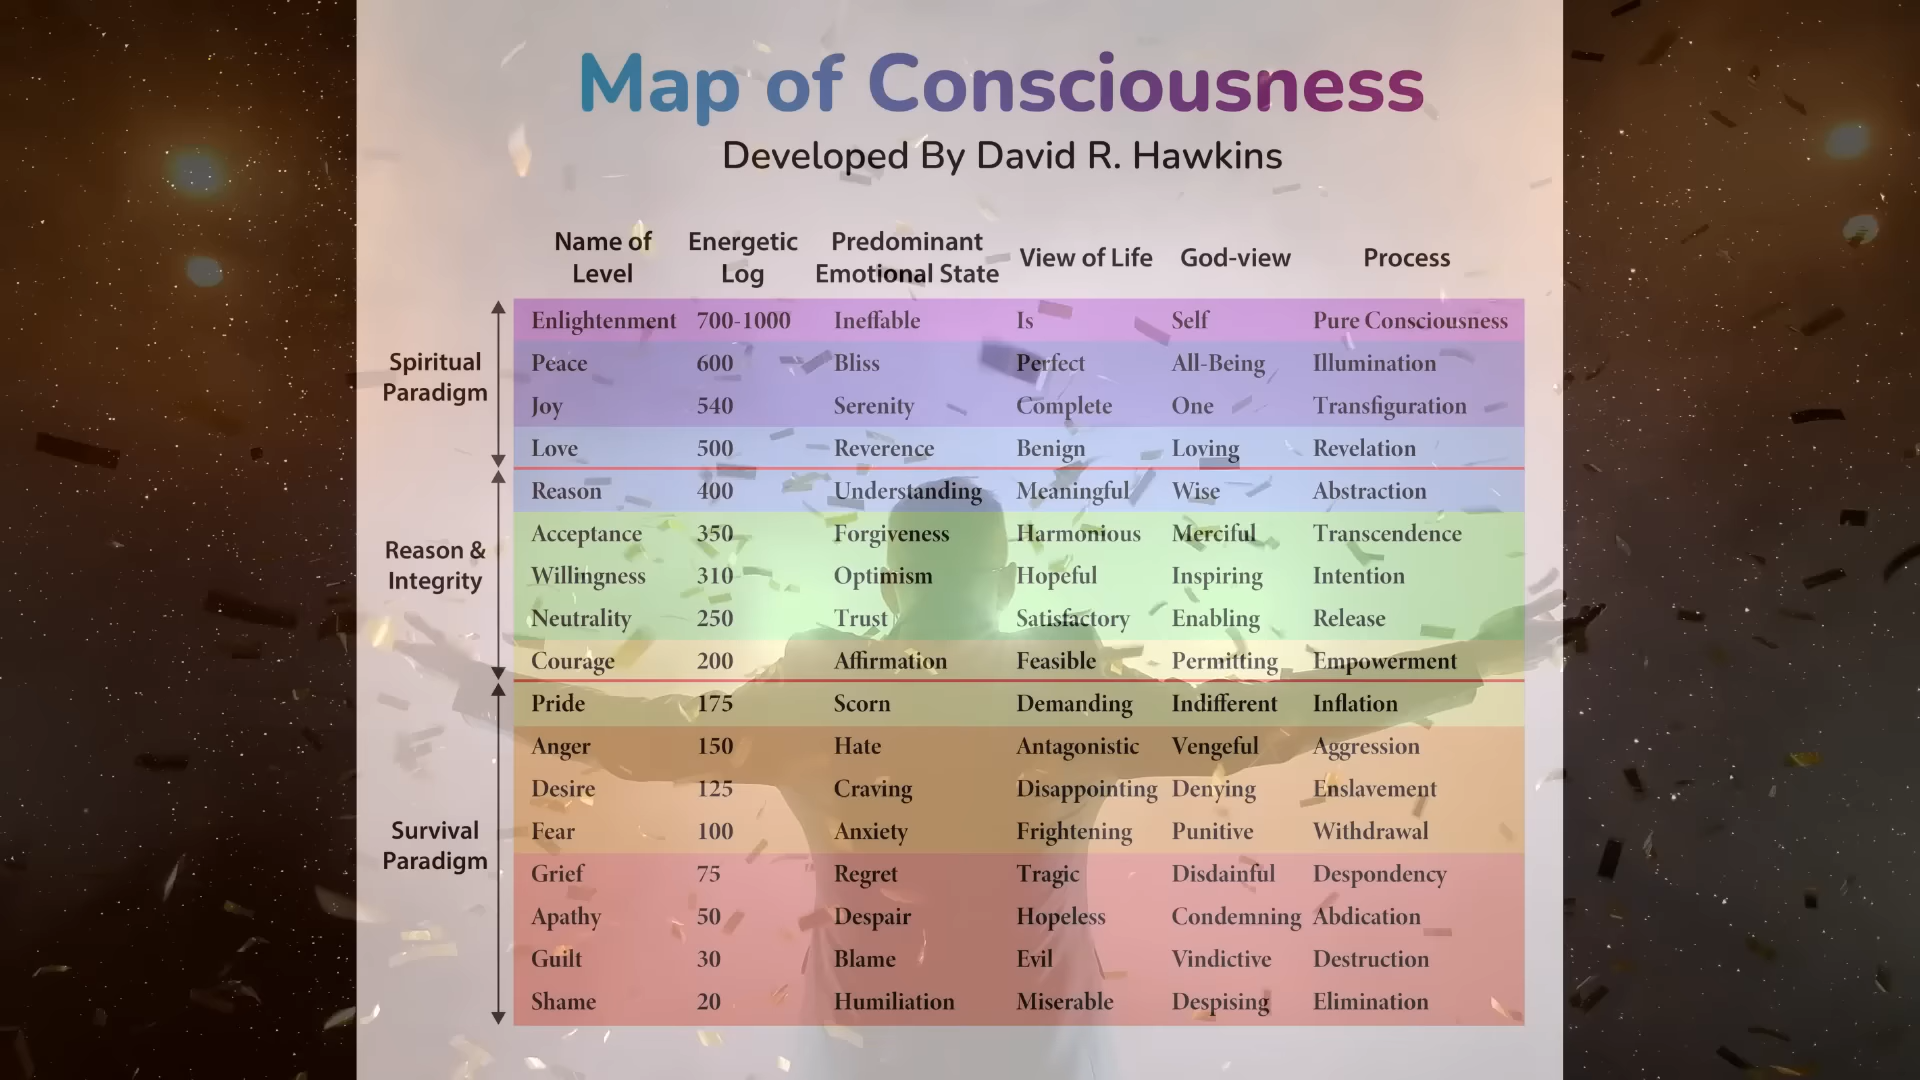 Map of Consciousness
Developed By David R. Hawkins
Name of Level Energetic Log Predominant Emotional State View of Life God-view Process
Spiritual Paradigm
Enlightenment 700-1000 Ineffable Is Self Pure Consciousness
Peace 600 Bliss Perfect All-Being Illumination
Joy 540 Serenity Complete One Transfiguration
Love 500 Reverence Benign Loving Revelation
Reason & Integrity
Reason 400 Understanding Meaningful Wise Abstraction
Acceptance 350 Forgiveness Harmonious Merciful Transcendence
Willingness 310 Optimism Hopeful Inspiring Intention
Neutrality 250 Trust Satisfactory Enabling Release
Courage 200 Affirmation Feasible Permitting Empowerment
Survival Paradigm
Pride 175 Scorn Demanding Indifferent Inflation
Anger 150 Hate Antagonistic Vengeful Aggression
Desire 125 Craving Disappointing Denying Enslavement
Fear 100 Anxiety Frightening Punitive Withdrawal
Grief 75 Regret Tragic Disdainful Despondency
Apathy 50 Despair Hopeless Condemning Abdication
Guilt 30 Blame Evil Vindictive Destruction
Shame 20 Humiliation Miserable Despising Elimination